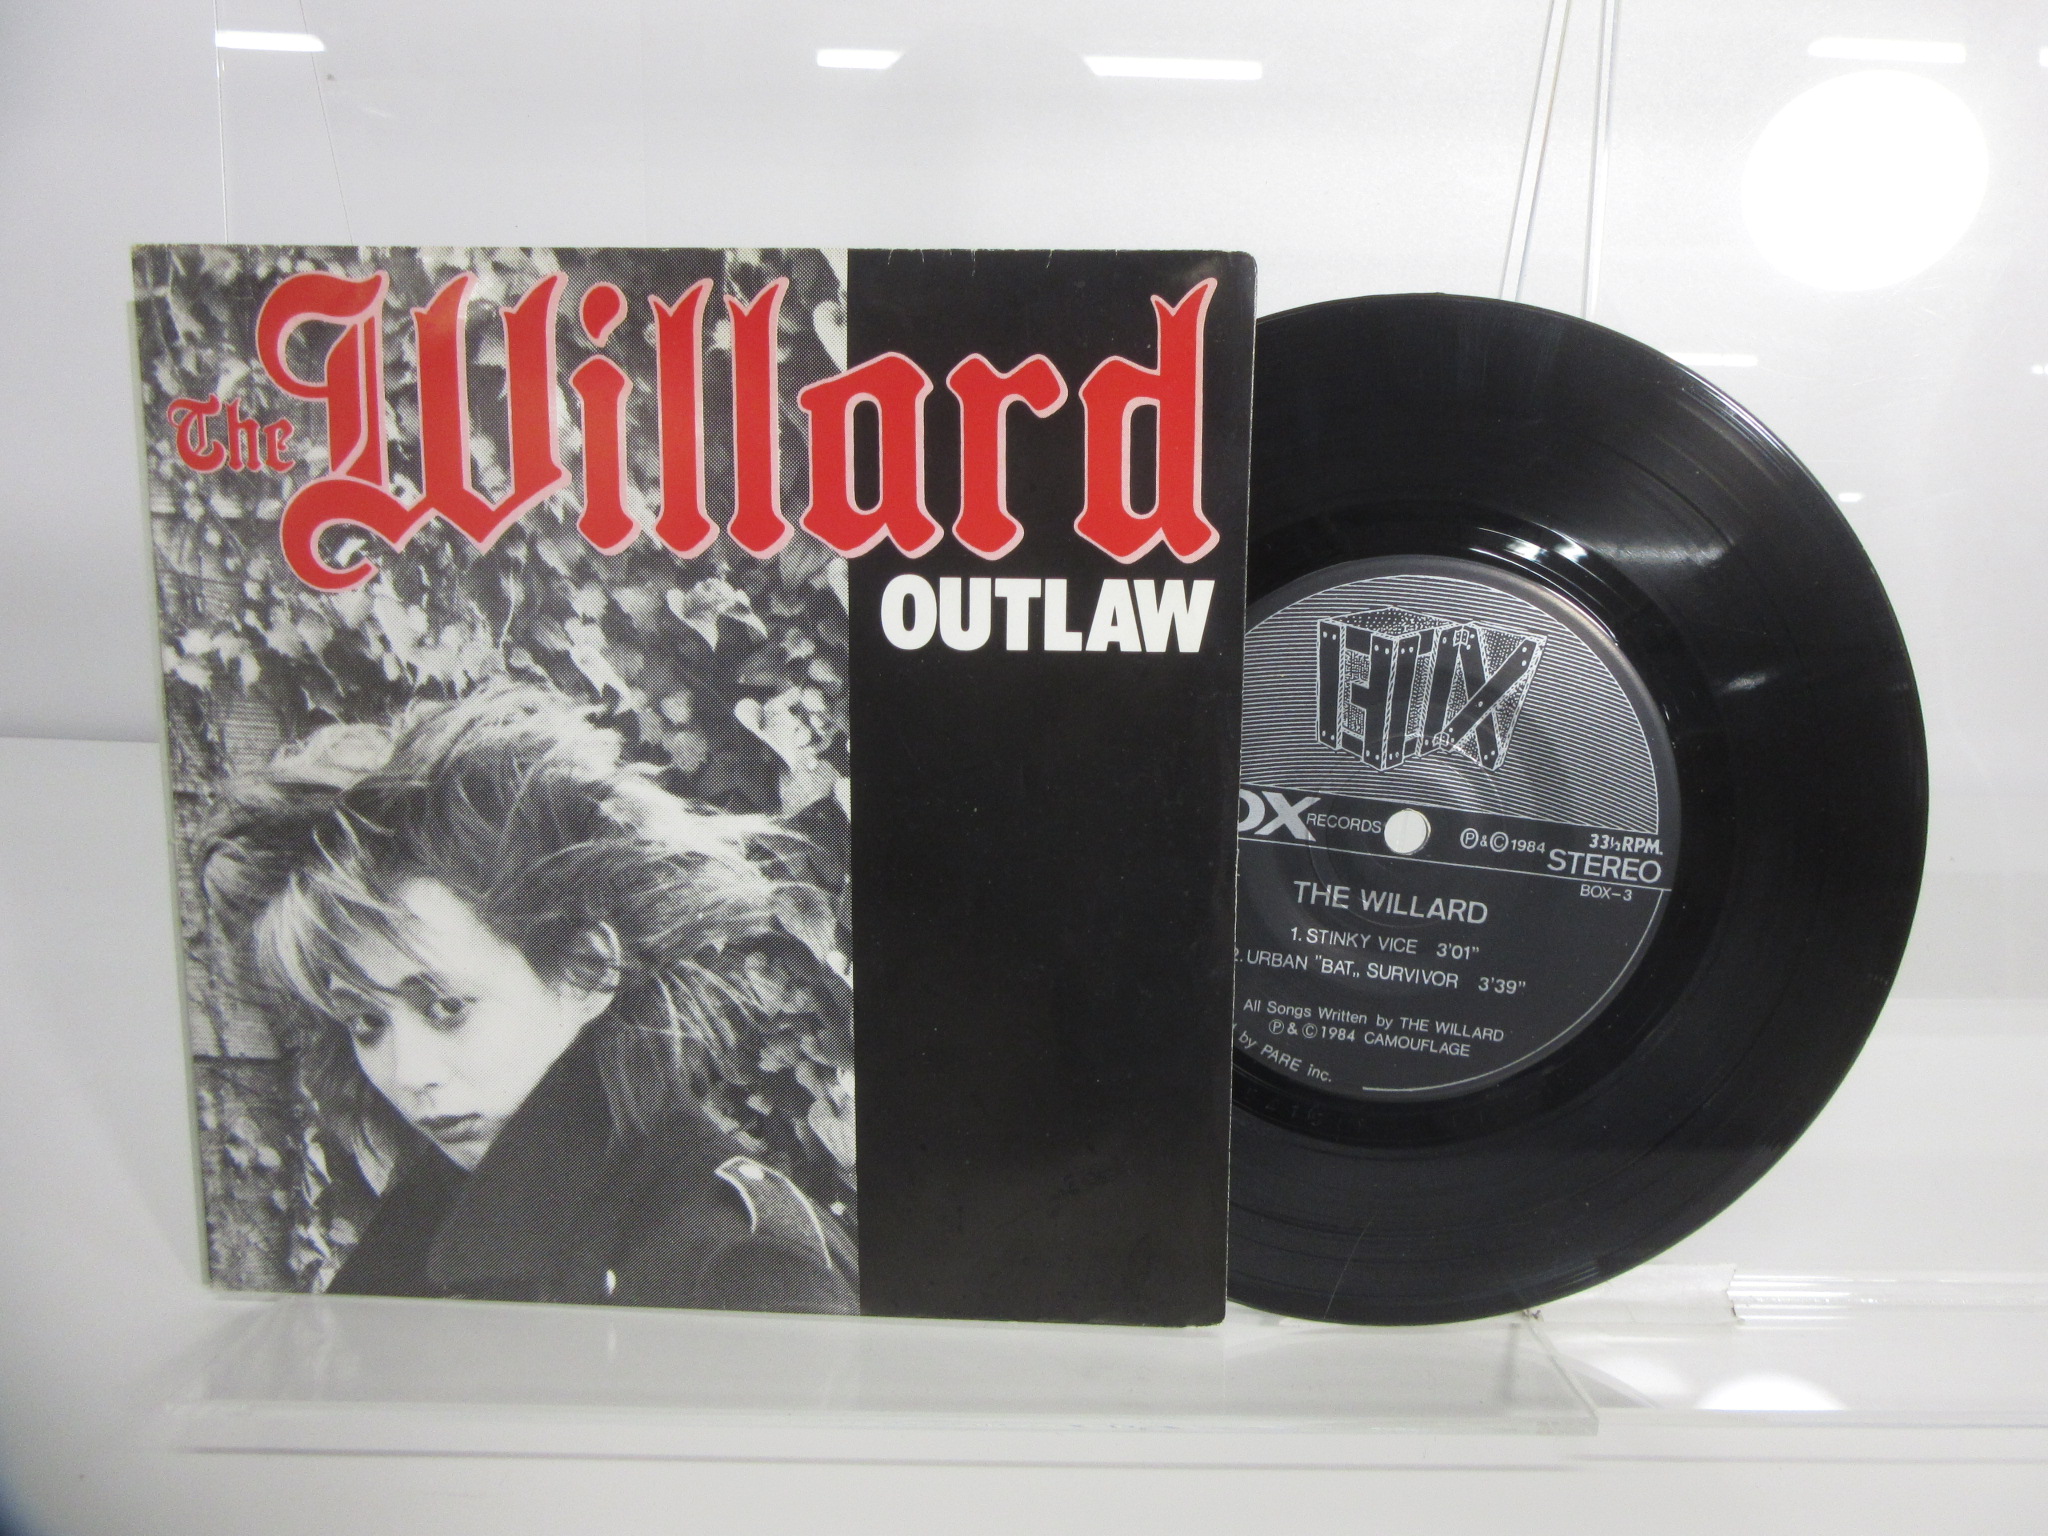 The Willard
OUTLAW
BOX
OX RECORDS
Ⓟ&©1984
33⅓RPM.
STEREO
BOX-3
THE WILLARD
1. STINKY VICE 3'01"
2. URBAN "BAT„ SURVIVOR 3'39"
All Songs Written by THE WILLARD
Ⓟ&©1984 CAMOUFLAGE
by PARE inc.